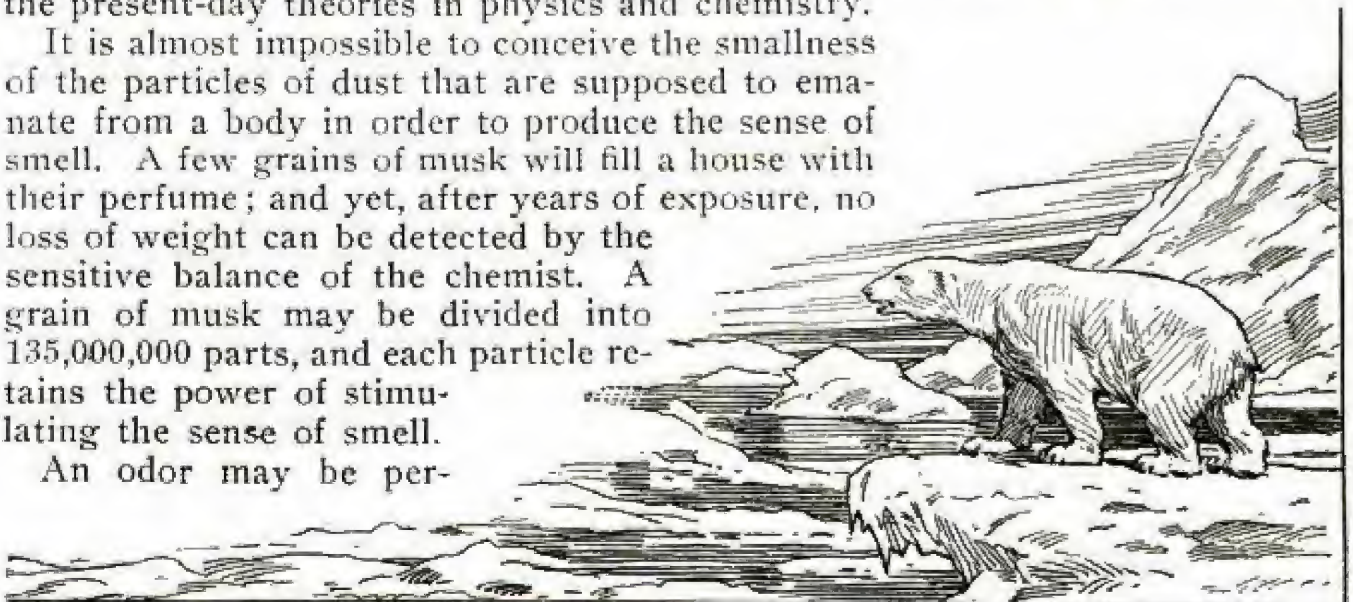 the present-day theories in physics and chemistry.
It is almost impossible to conceive the smallness
of the particles of dust that are supposed to ema-
nate from a body in order to produce the sense of
smell. A few grains of musk will fill a house with
their perfume; and yet, after years of exposure, no
loss of weight can be detected by the
sensitive balance of the chemist. A
grain of musk may be divided into
135,000,000 parts, and each particle re-
tains the power of stimu-
lating the sense of smell.
An odor may be per-